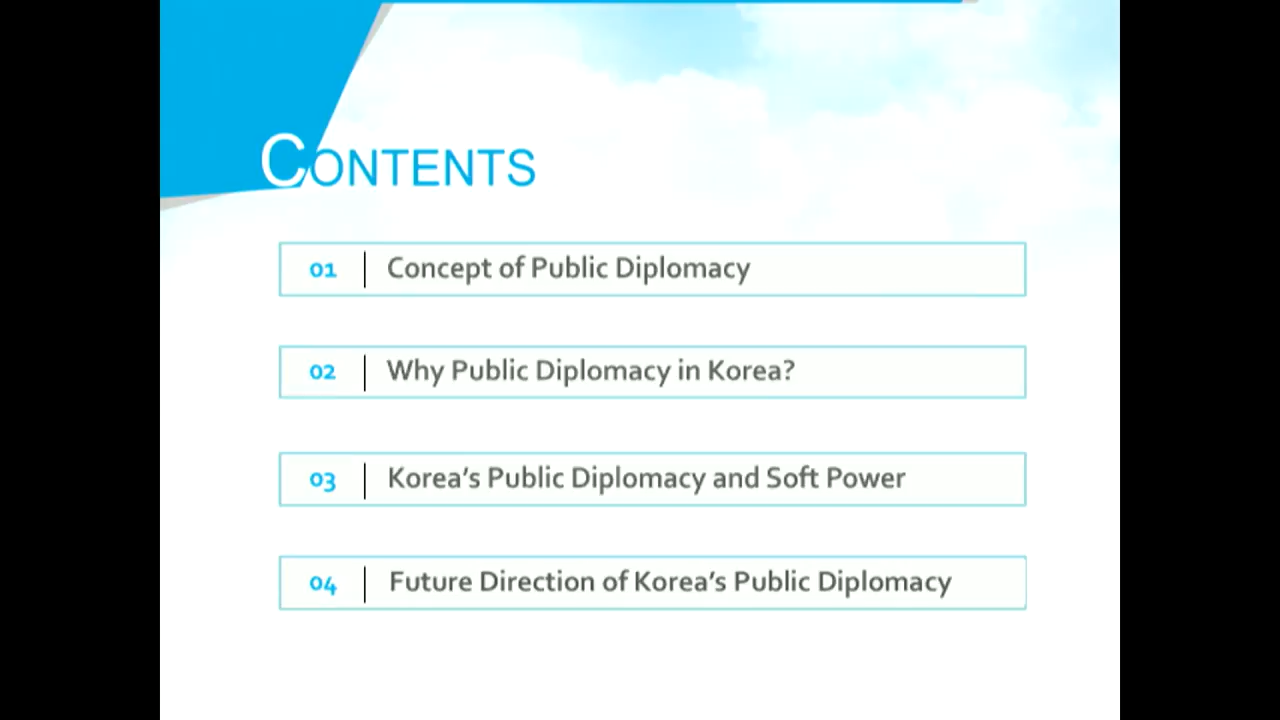 CONTENTS
01 Concept of Public Diplomacy
02 Why Public Diplomacy in Korea?
03 Korea's Public Diplomacy and Soft Power
04 Future Direction of Korea's Public Diplomacy